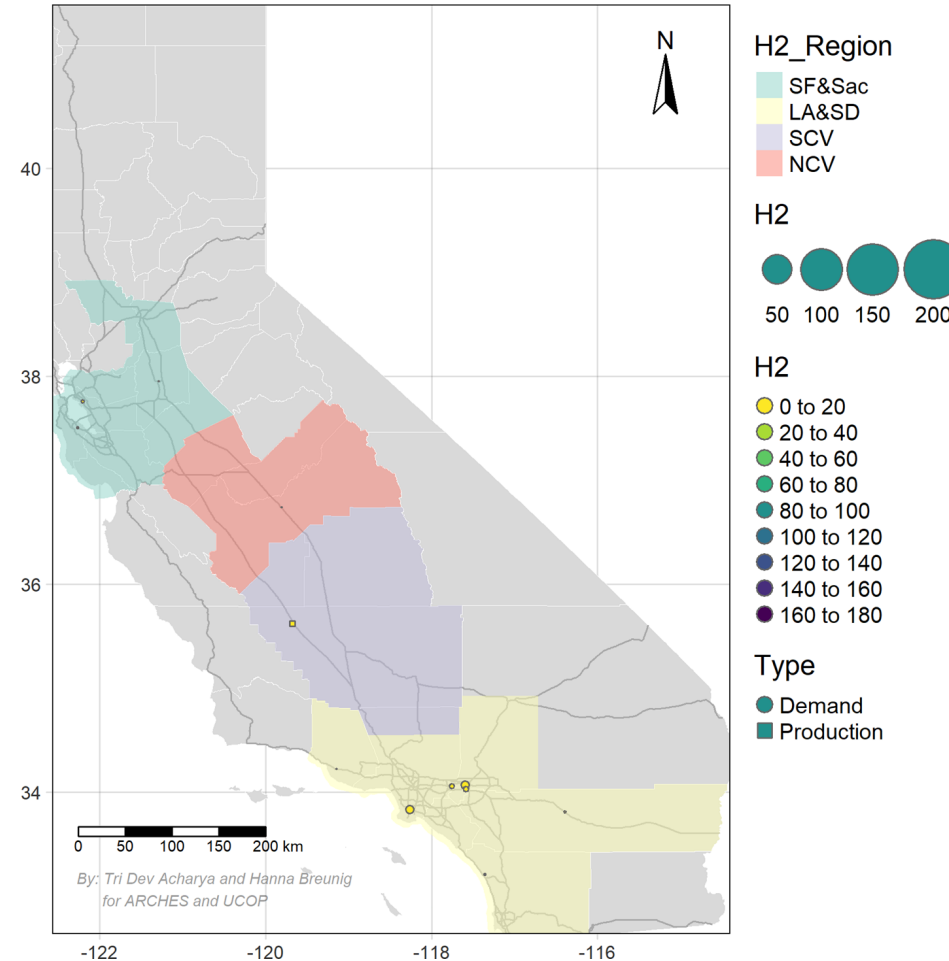 N
40
38
36
34
0 50 100 150 200 km
By: Tri Dev Acharya and Hanna Breunig
for ARCHES and UCOP
-122 -120 -118 -116
H2_Region
SF&Sac
LA&SD
SCV
NCV
H2
50 100 150 200
H2
0 to 20
20 to 40
40 to 60
60 to 80
80 to 100
100 to 120
120 to 140
140 to 160
160 to 180
Type
Demand
Production